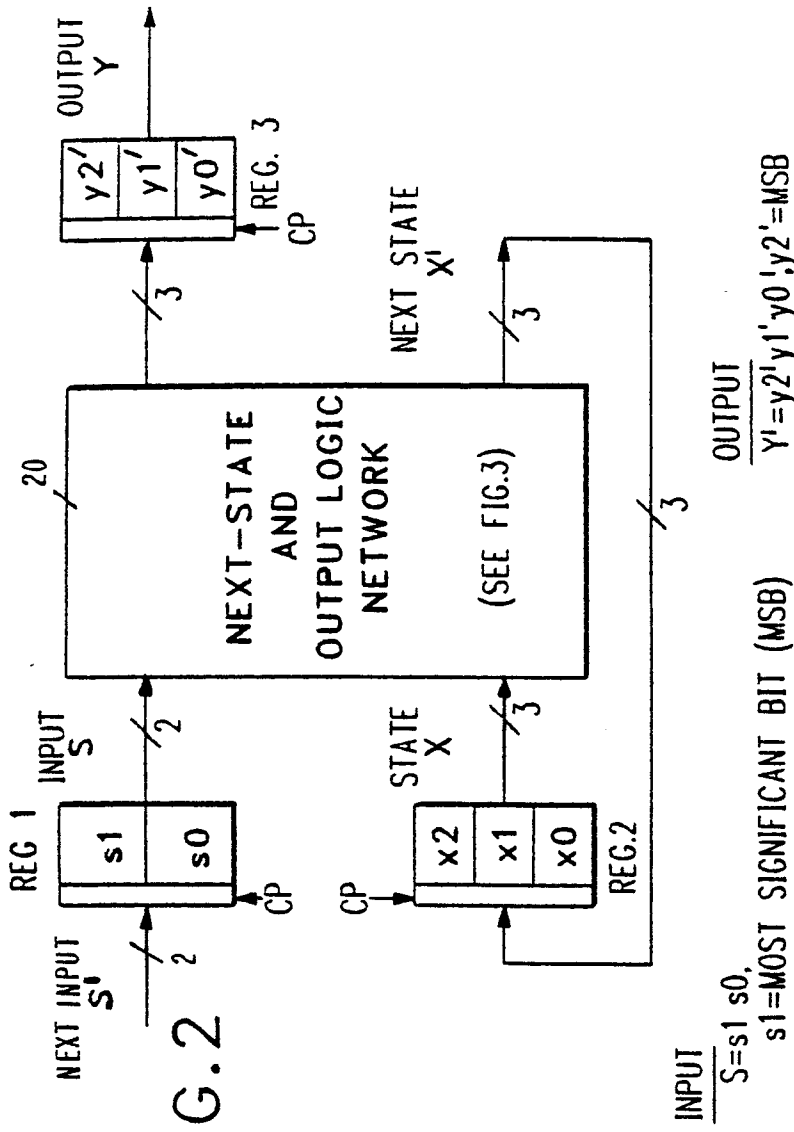 REG 1
NEXT INPUT
S'
2
s1
s0
CP
INPUT
S
2
20
NEXT-STATE
AND
OUTPUT LOGIC
NETWORK
(SEE FIG.3)
3
y2'
y1'
y0'
REG. 3
CP
OUTPUT
Y
CP
x2
x1
x0
REG.2
STATE
X
3
NEXT STATE
X'
3
3
G.2
INPUT
S=s1 s0,
s1=MOST SIGNIFICANT BIT (MSB)
OUTPUT
Y'=y2'y1'y0',y2'=MSB